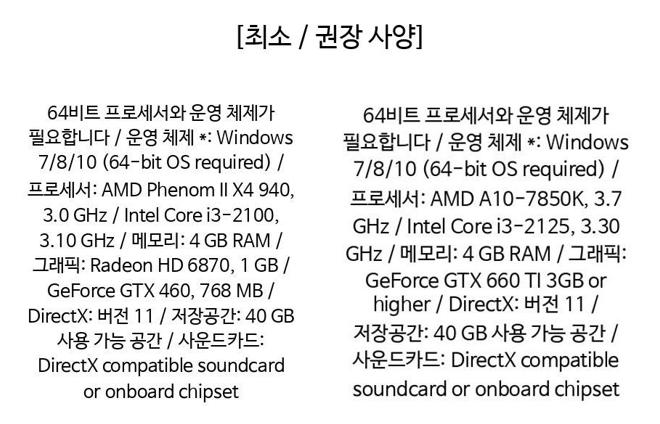 [최소 / 권장 사양]
64비트 프로세서와 운영 체제가
필요합니다 / 운영 체제 *: Windows
7/8/10 (64-bit OS required) /
프로세서: AMD Phenom II X4 940,
3.0 GHz / Intel Core i3-2100,
3.10 GHz / 메모리: 4 GB RAM /
그래픽: Radeon HD 6870, 1 GB /
GeForce GTX 460, 768 MB /
DirectX: 버전 11 / 저장공간: 40 GB
사용 가능 공간 / 사운드카드:
DirectX compatible soundcard
or onboard chipset
64비트 프로세서와 운영 체제가
필요합니다 / 운영 체제 *: Windows
7/8/10 (64-bit OS required) /
프로세서: AMD A10-7850K, 3.7
GHz / Intel Core i3-2125, 3.30
GHz / 메모리: 4 GB RAM / 그래픽:
GeForce GTX 660 TI 3GB or
higher / DirectX: 버전 11 /
저장공간: 40 GB 사용 가능 공간 /
사운드카드: DirectX compatible
soundcard or onboard chipset